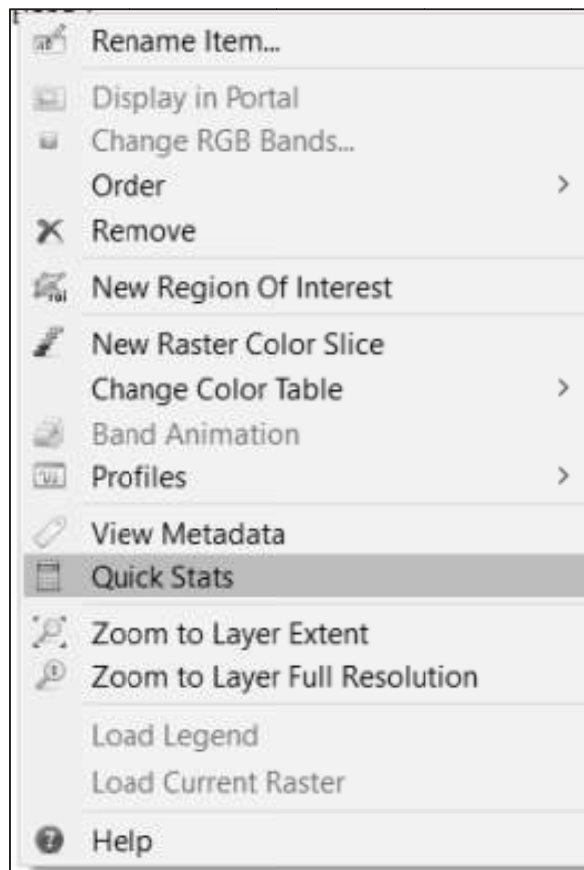 Rename Item...
Display in Portal
Change RGB Bands...
Order
Remove
New Region Of Interest
New Raster Color Slice
Change Color Table
Band Animation
Profiles
View Metadata
Quick Stats
Zoom to Layer Extent
Zoom to Layer Full Resolution
Load Legend
Load Current Raster
Help